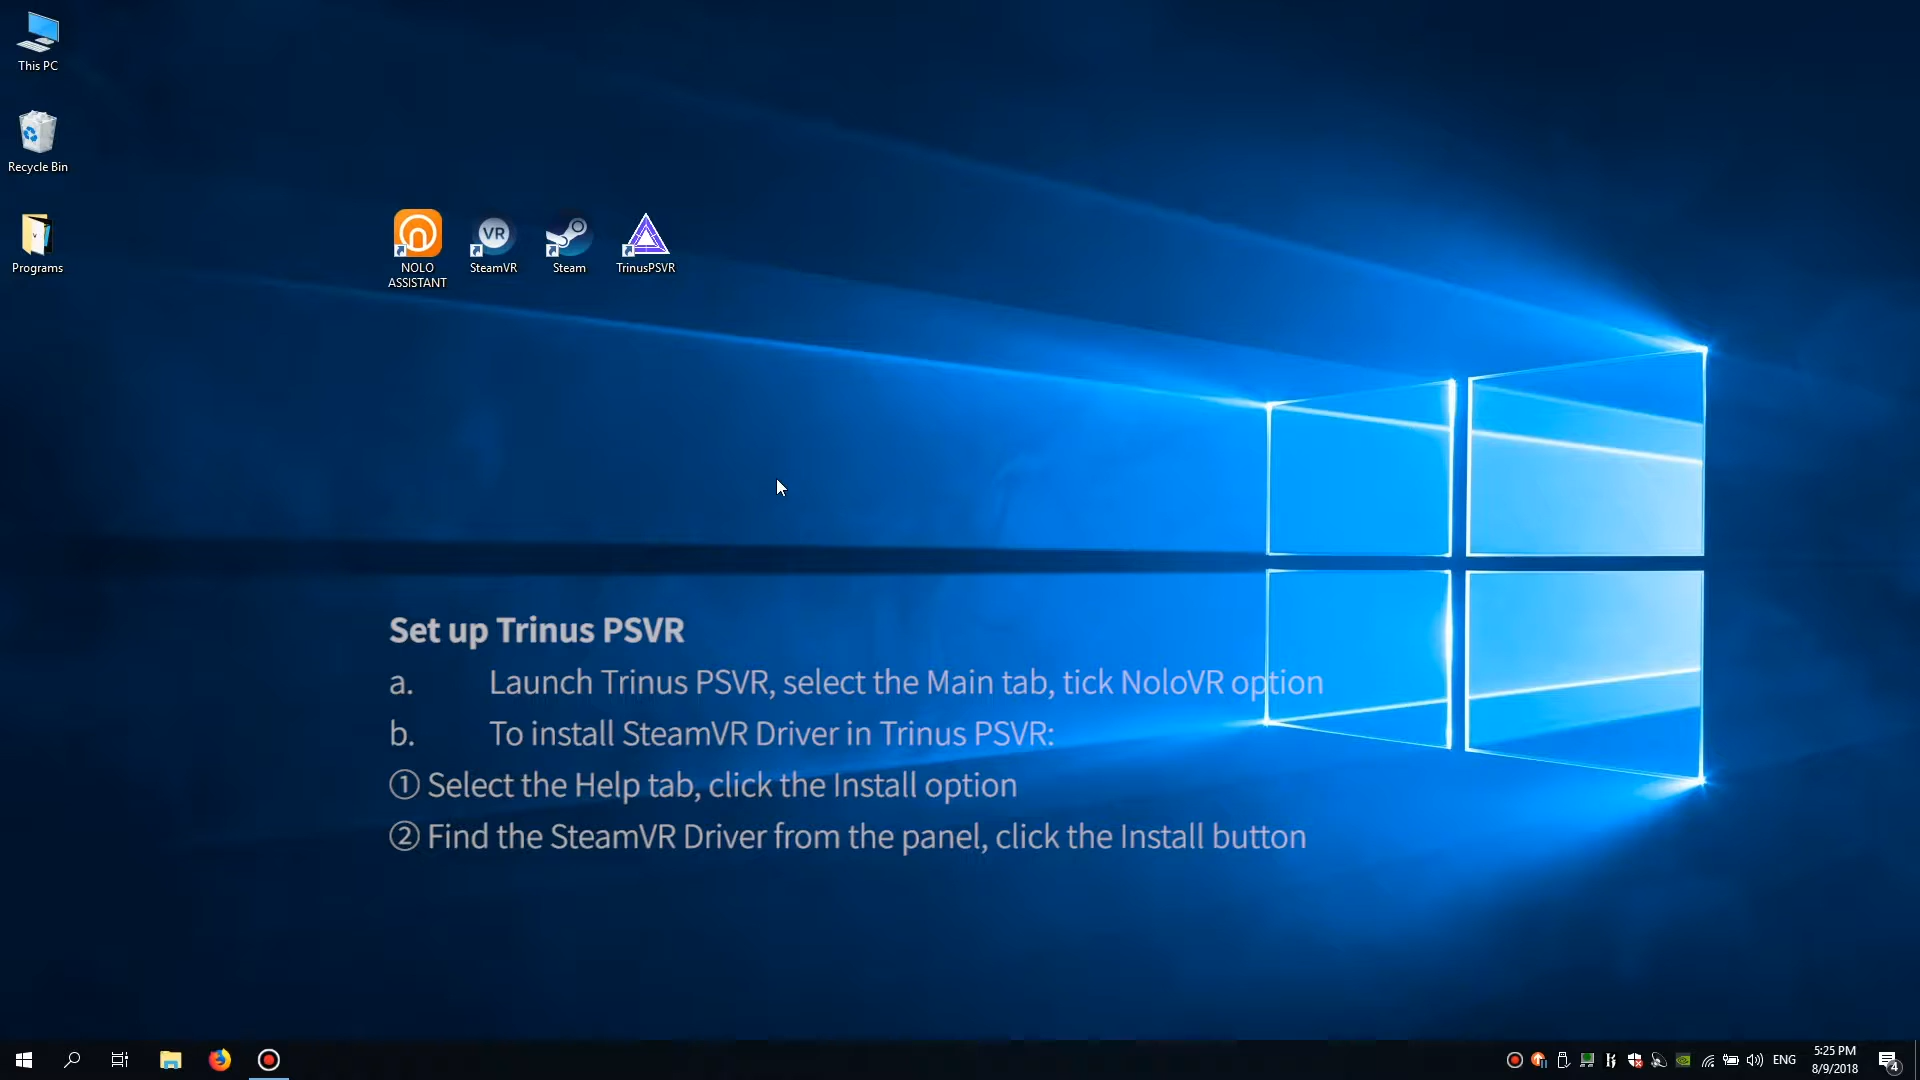 This PC
Recycle Bin
Programs
NOLO
ASSISTANT
VR
SteamVR
Steam
TrinusPSVR
Set up Trinus PSVR
a. Launch Trinus PSVR, select the Main tab, tick NoloVR option
b. To install SteamVR Driver in Trinus PSVR:
① Select the Help tab, click the Install option
② Find the SteamVR Driver from the panel, click the Install button
ENG
5:25 PM
8/9/2018
4